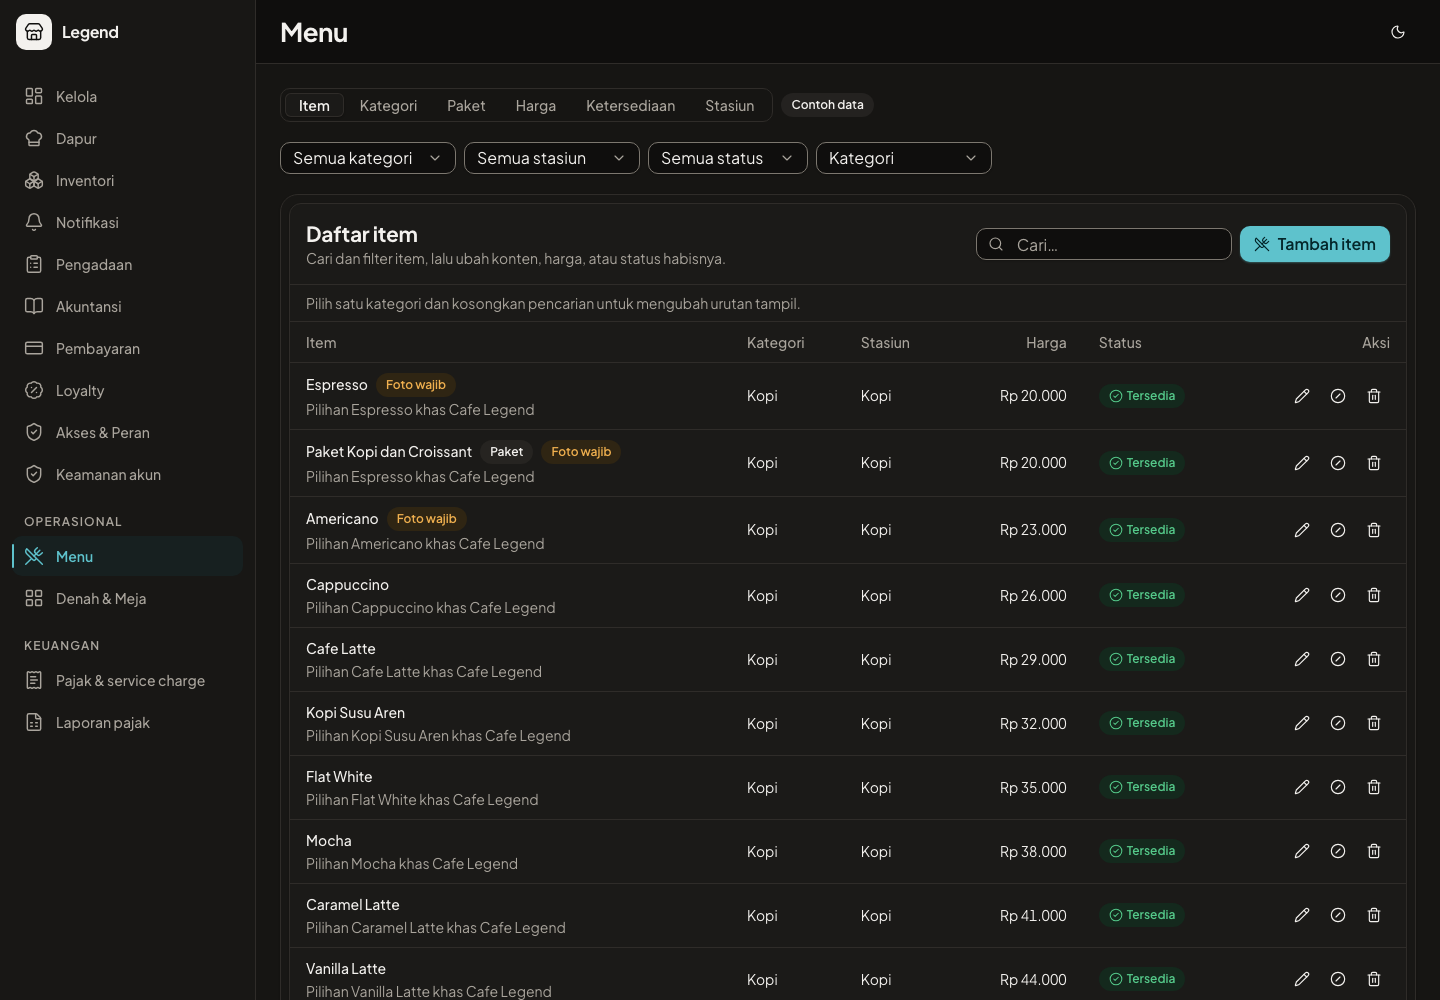 Legend
Menu
Kelola
Dapur
Inventori
Notifikasi
Pengadaan
Akuntansi
Pembayaran
Loyalty
Akses & Peran
Keamanan akun
OPERASIONAL
Menu
Denah & Meja
KEUANGAN
Pajak & service charge
Laporan pajak
Item Kategori Paket Harga Ketersediaan Stasiun Contoh data
Semua kategori Semua stasiun Semua status Kategori
Daftar item
Cari dan filter item, lalu ubah konten, harga, atau status habisnya.
Cari... Tambah item
Pilih satu kategori dan kosongkan pencarian untuk mengubah urutan tampil.
Item Kategori Stasiun Harga Status Aksi
Espresso Foto wajib
Pilihan Espresso khas Cafe Legend
Kopi Kopi Rp 20.000 Tersedia
Paket Kopi dan Croissant Paket Foto wajib
Pilihan Espresso khas Cafe Legend
Kopi Kopi Rp 20.000 Tersedia
Americano Foto wajib
Pilihan Americano khas Cafe Legend
Kopi Kopi Rp 23.000 Tersedia
Cappuccino
Pilihan Cappuccino khas Cafe Legend
Kopi Kopi Rp 26.000 Tersedia
Cafe Latte
Pilihan Cafe Latte khas Cafe Legend
Kopi Kopi Rp 29.000 Tersedia
Kopi Susu Aren
Pilihan Kopi Susu Aren khas Cafe Legend
Kopi Kopi Rp 32.000 Tersedia
Flat White
Pilihan Flat White khas Cafe Legend
Kopi Kopi Rp 35.000 Tersedia
Mocha
Pilihan Mocha khas Cafe Legend
Kopi Kopi Rp 38.000 Tersedia
Caramel Latte
Pilihan Caramel Latte khas Cafe Legend
Kopi Kopi Rp 41.000 Tersedia
Vanilla Latte
Pilihan Vanilla Latte khas Cafe Legend
Kopi Kopi Rp 44.000 Tersedia